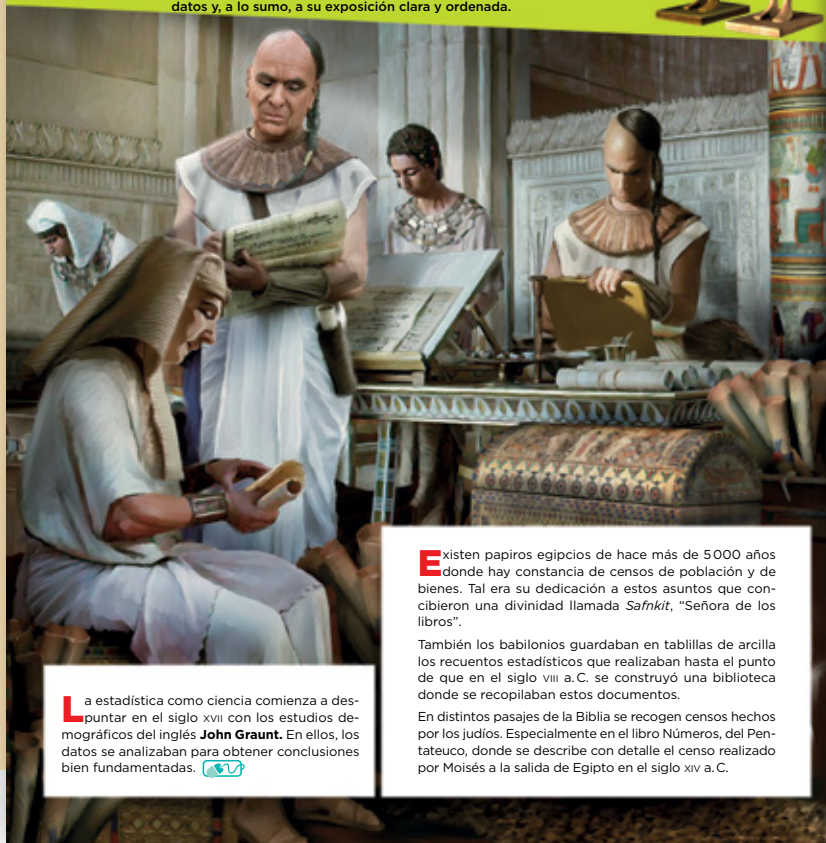 datos y, a lo sumo, a su exposición clara y ordenada.
Existen papiros egipcios de hace más de 5 000 años
donde hay constancia de censos de población y de
bienes. Tal era su dedicación a estos asuntos que con-
cibieron una divinidad llamada Safnkit, “Señora de los
libros”.
También los babilonios guardaban en tablillas de arcilla
los recuentos estadísticos que realizaban hasta el punto
de que en el siglo VIII a. C. se construyó una biblioteca
donde se recopilaban estos documentos.
En distintos pasajes de la Biblia se recogen censos hechos
por los judíos. Especialmente en el libro Números, del Pen-
tateuco, donde se describe con detalle el censo realizado
por Moisés a la salida de Egipto en el siglo XIV a. C.
La estadística como ciencia comienza a des-
puntar en el siglo XVII con los estudios de-
mográficos del inglés John Graunt. En ellos, los
datos se analizaban para obtener conclusiones
bien fundamentadas.